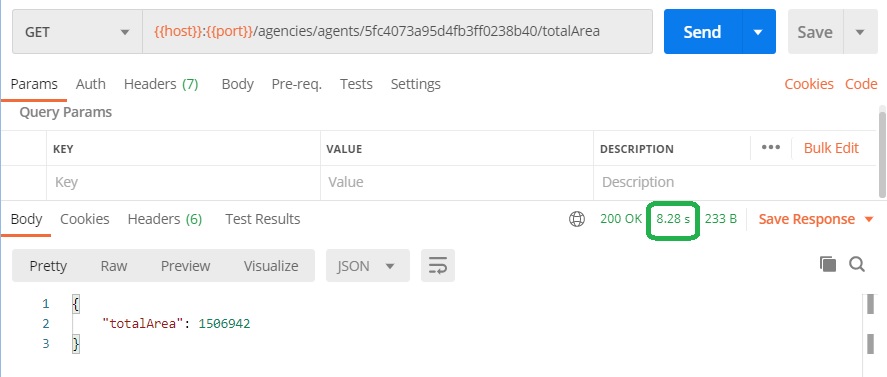 GET {{host}}:{{port}}/agencies/agents/5fc4073a95d4fb3ff0238b40/totalArea Send Save
Params Auth Headers (7) Body Pre-req. Tests Settings Cookies Code
Query Params
KEY VALUE DESCRIPTION ••• Bulk Edit
Key Value Description
Body Cookies Headers (6) Test Results 200 OK 8.28 s 233 B Save Response
Pretty Raw Preview Visualize JSON
1 {
2 "totalArea": 1506942
3 }